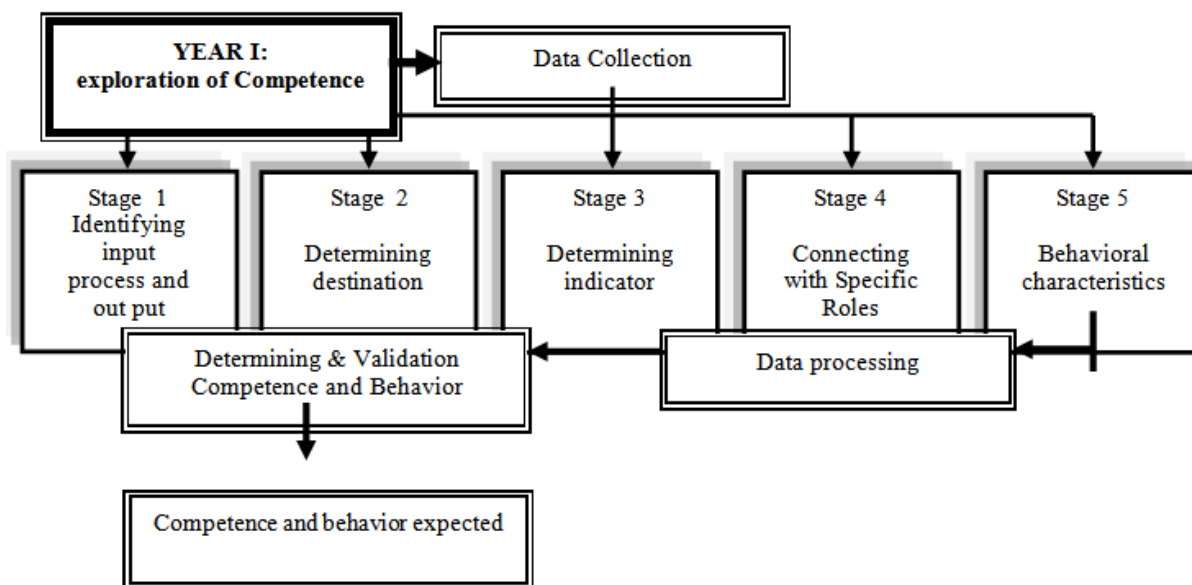 YEAR I:
exploration of Competence
Data Collection
Stage 1
Identifying
input
process and
out put
Stage 2
Determining
destination
Stage 3
Determining
indicator
Stage 4
Connecting
with Specific
Roles
Stage 5
Behavioral
characteristics
Determining & Validation
Competence and Behavior
Data processing
Competence and behavior expected